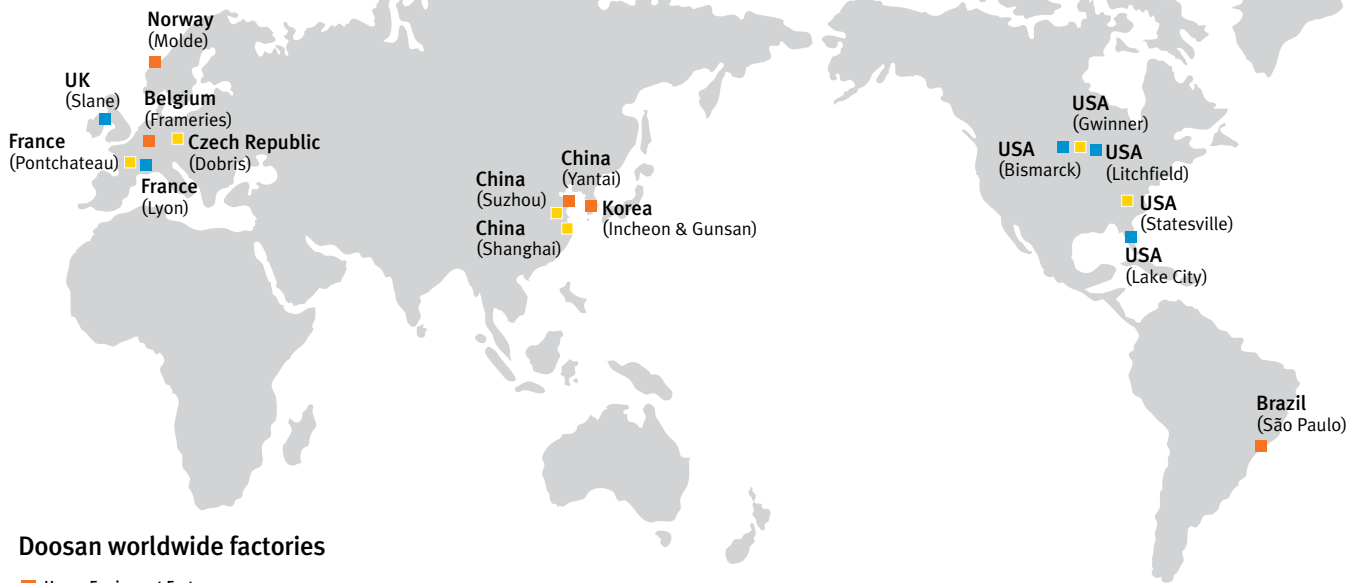 Norway
(Molde)
UK
(Slane)
Belgium
(Frameries)
France
(Pontchateau)
Czech Republic
(Dobris)
France
(Lyon)
China
(Yantai)
China
(Suzhou)
Korea
(Incheon & Gunsan)
China
(Shanghai)
USA
(Gwinner)
USA
(Bismarck)
USA
(Litchfield)
USA
(Statesville)
USA
(Lake City)
Brazil
(São Paulo)
Doosan worldwide factories